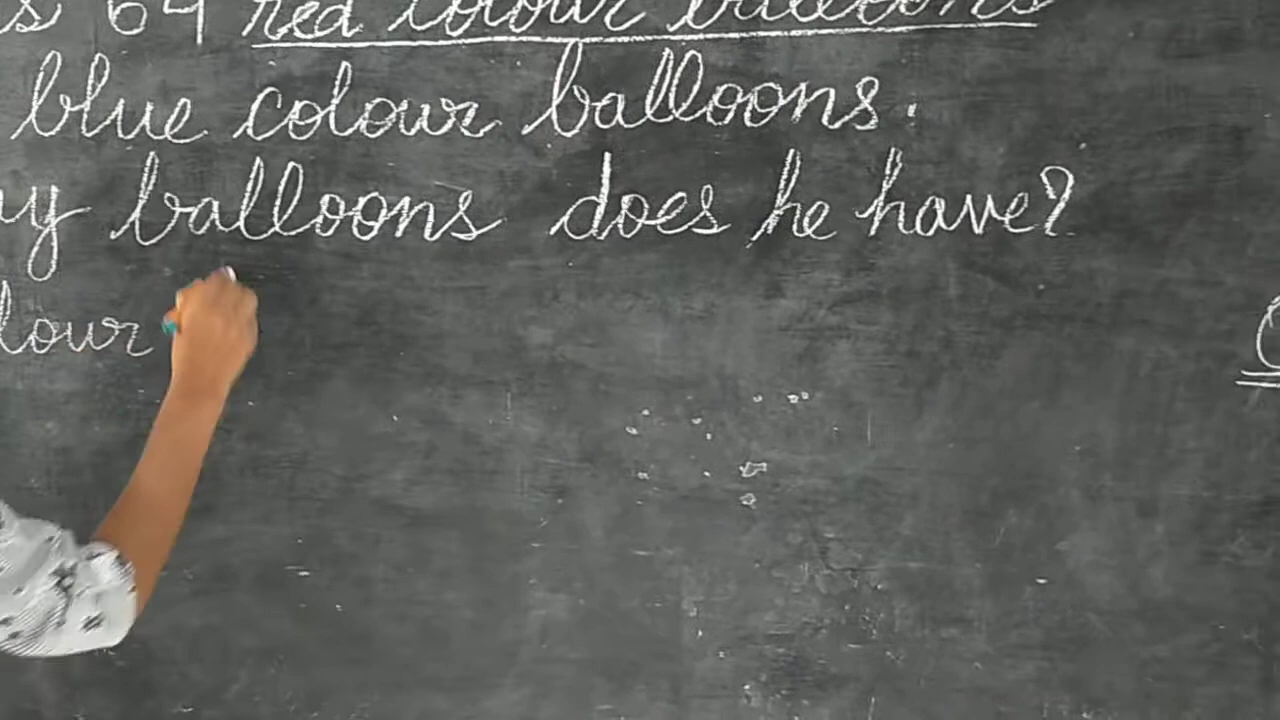 s 64 red colour balloons
blue colour balloons.
y balloons does he have?
lour